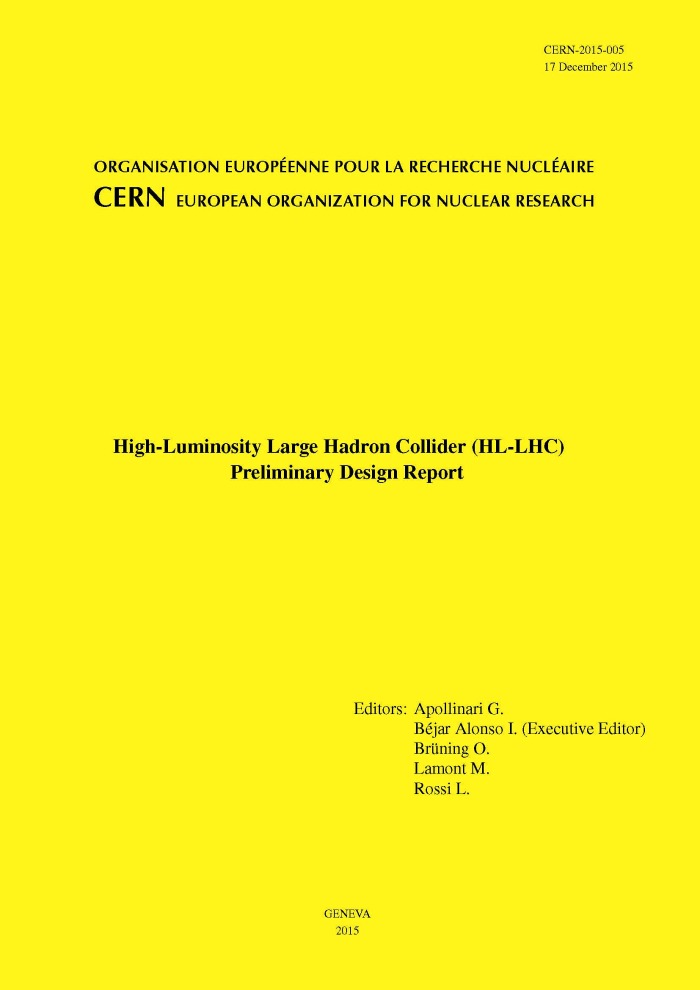 CERN-2015-005
17 December 2015
ORGANISATION EUROPÉENNE POUR LA RECHERCHE NUCLÉAIRE
CERN EUROPEAN ORGANIZATION FOR NUCLEAR RESEARCH
High-Luminosity Large Hadron Collider (HL-LHC)
Preliminary Design Report
Editors: Apollinari G.
Béjar Alonso I. (Executive Editor)
Brüning O.
Lamont M.
Rossi L.
GENEVA
2015